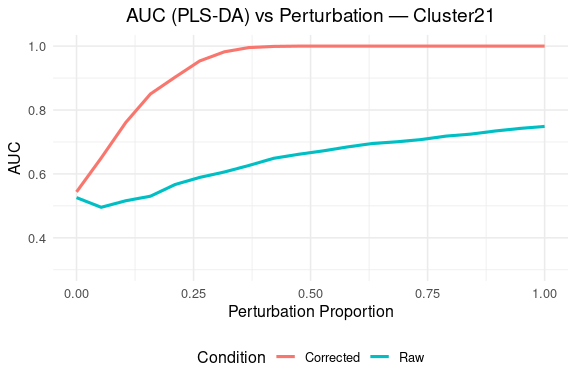 AUC (PLS-DA) vs Perturbation — Cluster21
AUC
1.0
0.8
0.6
0.4
0.00 0.25 0.50 0.75 1.00
Perturbation Proportion
Condition Corrected Raw